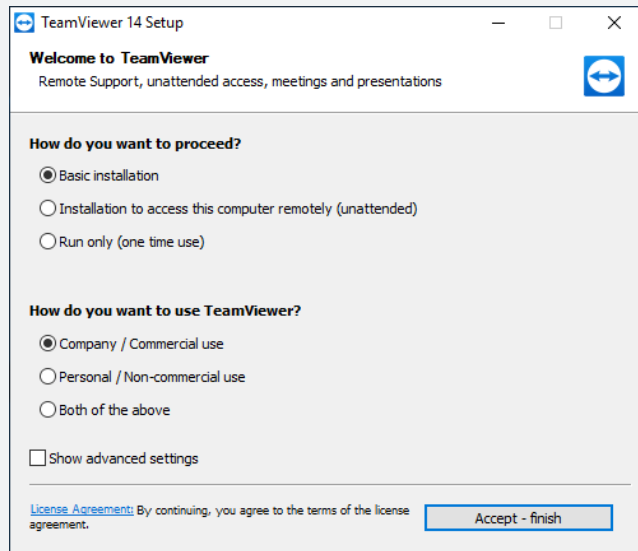 TeamViewer 14 Setup
Welcome to TeamViewer
Remote Support, unattended access, meetings and presentations
How do you want to proceed?
Basic installation
Installation to access this computer remotely (unattended)
Run only (one time use)
How do you want to use TeamViewer?
Company / Commercial use
Personal / Non-commercial use
Both of the above
Show advanced settings
License Agreement: By continuing, you agree to the terms of the license
agreement.
Accept - finish